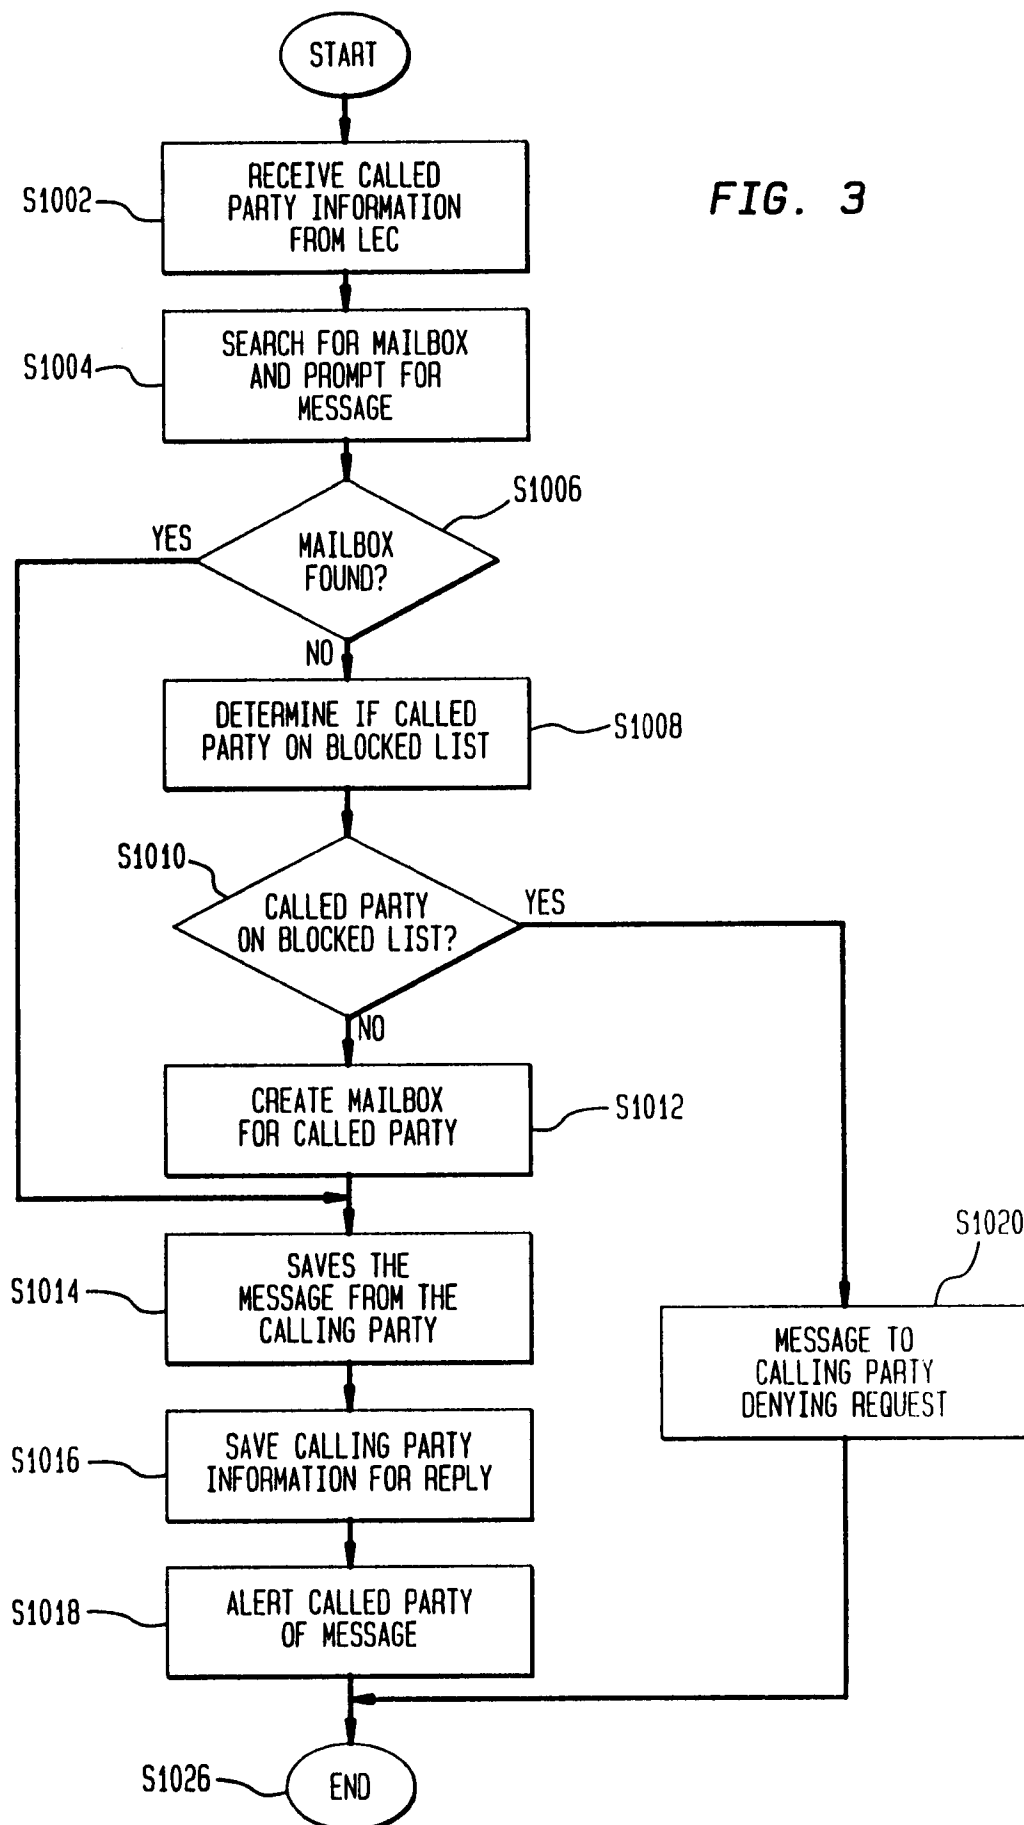 START
RECEIVE CALLED
PARTY INFORMATION
FROM LEC
S1002
FIG. 3
SEARCH FOR MAILBOX
AND PROMPT FOR
MESSAGE
S1004
S1006
YES
MAILBOX
FOUND?
NO
DETERMINE IF CALLED
PARTY ON BLOCKED LIST
S1008
S1010
CALLED PARTY
ON BLOCKED LIST?
YES
NO
CREATE MAILBOX
FOR CALLED PARTY
S1012
S1014
SAVES THE
MESSAGE FROM THE
CALLING PARTY
S1020
MESSAGE TO
CALLING PARTY
DENYING REQUEST
S1016
SAVE CALLING PARTY
INFORMATION FOR REPLY
S1018
ALERT CALLED PARTY
OF MESSAGE
S1026
END